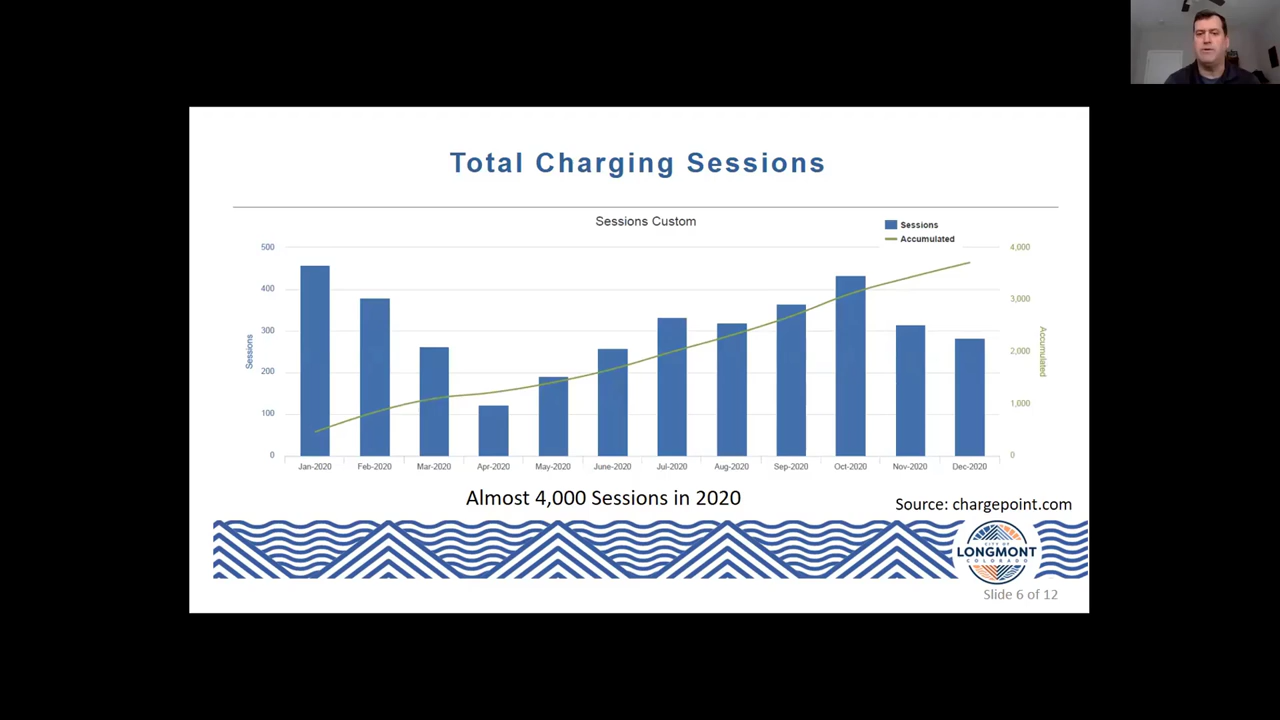 Total Charging Sessions
Sessions Custom
Sessions
Accumulated
500
400
300
200
100
0
Sessions
4,000
3,000
2,000
1,000
0
Accumulated
Jan-2020 Feb-2020 Mar-2020 Apr-2020 May-2020 June-2020 Jul-2020 Aug-2020 Sep-2020 Oct-2020 Nov-2020 Dec-2020
Almost 4,000 Sessions in 2020
Source: chargepoint.com
CITY OF
LONGMONT
COLORADO
Slide 6 of 12